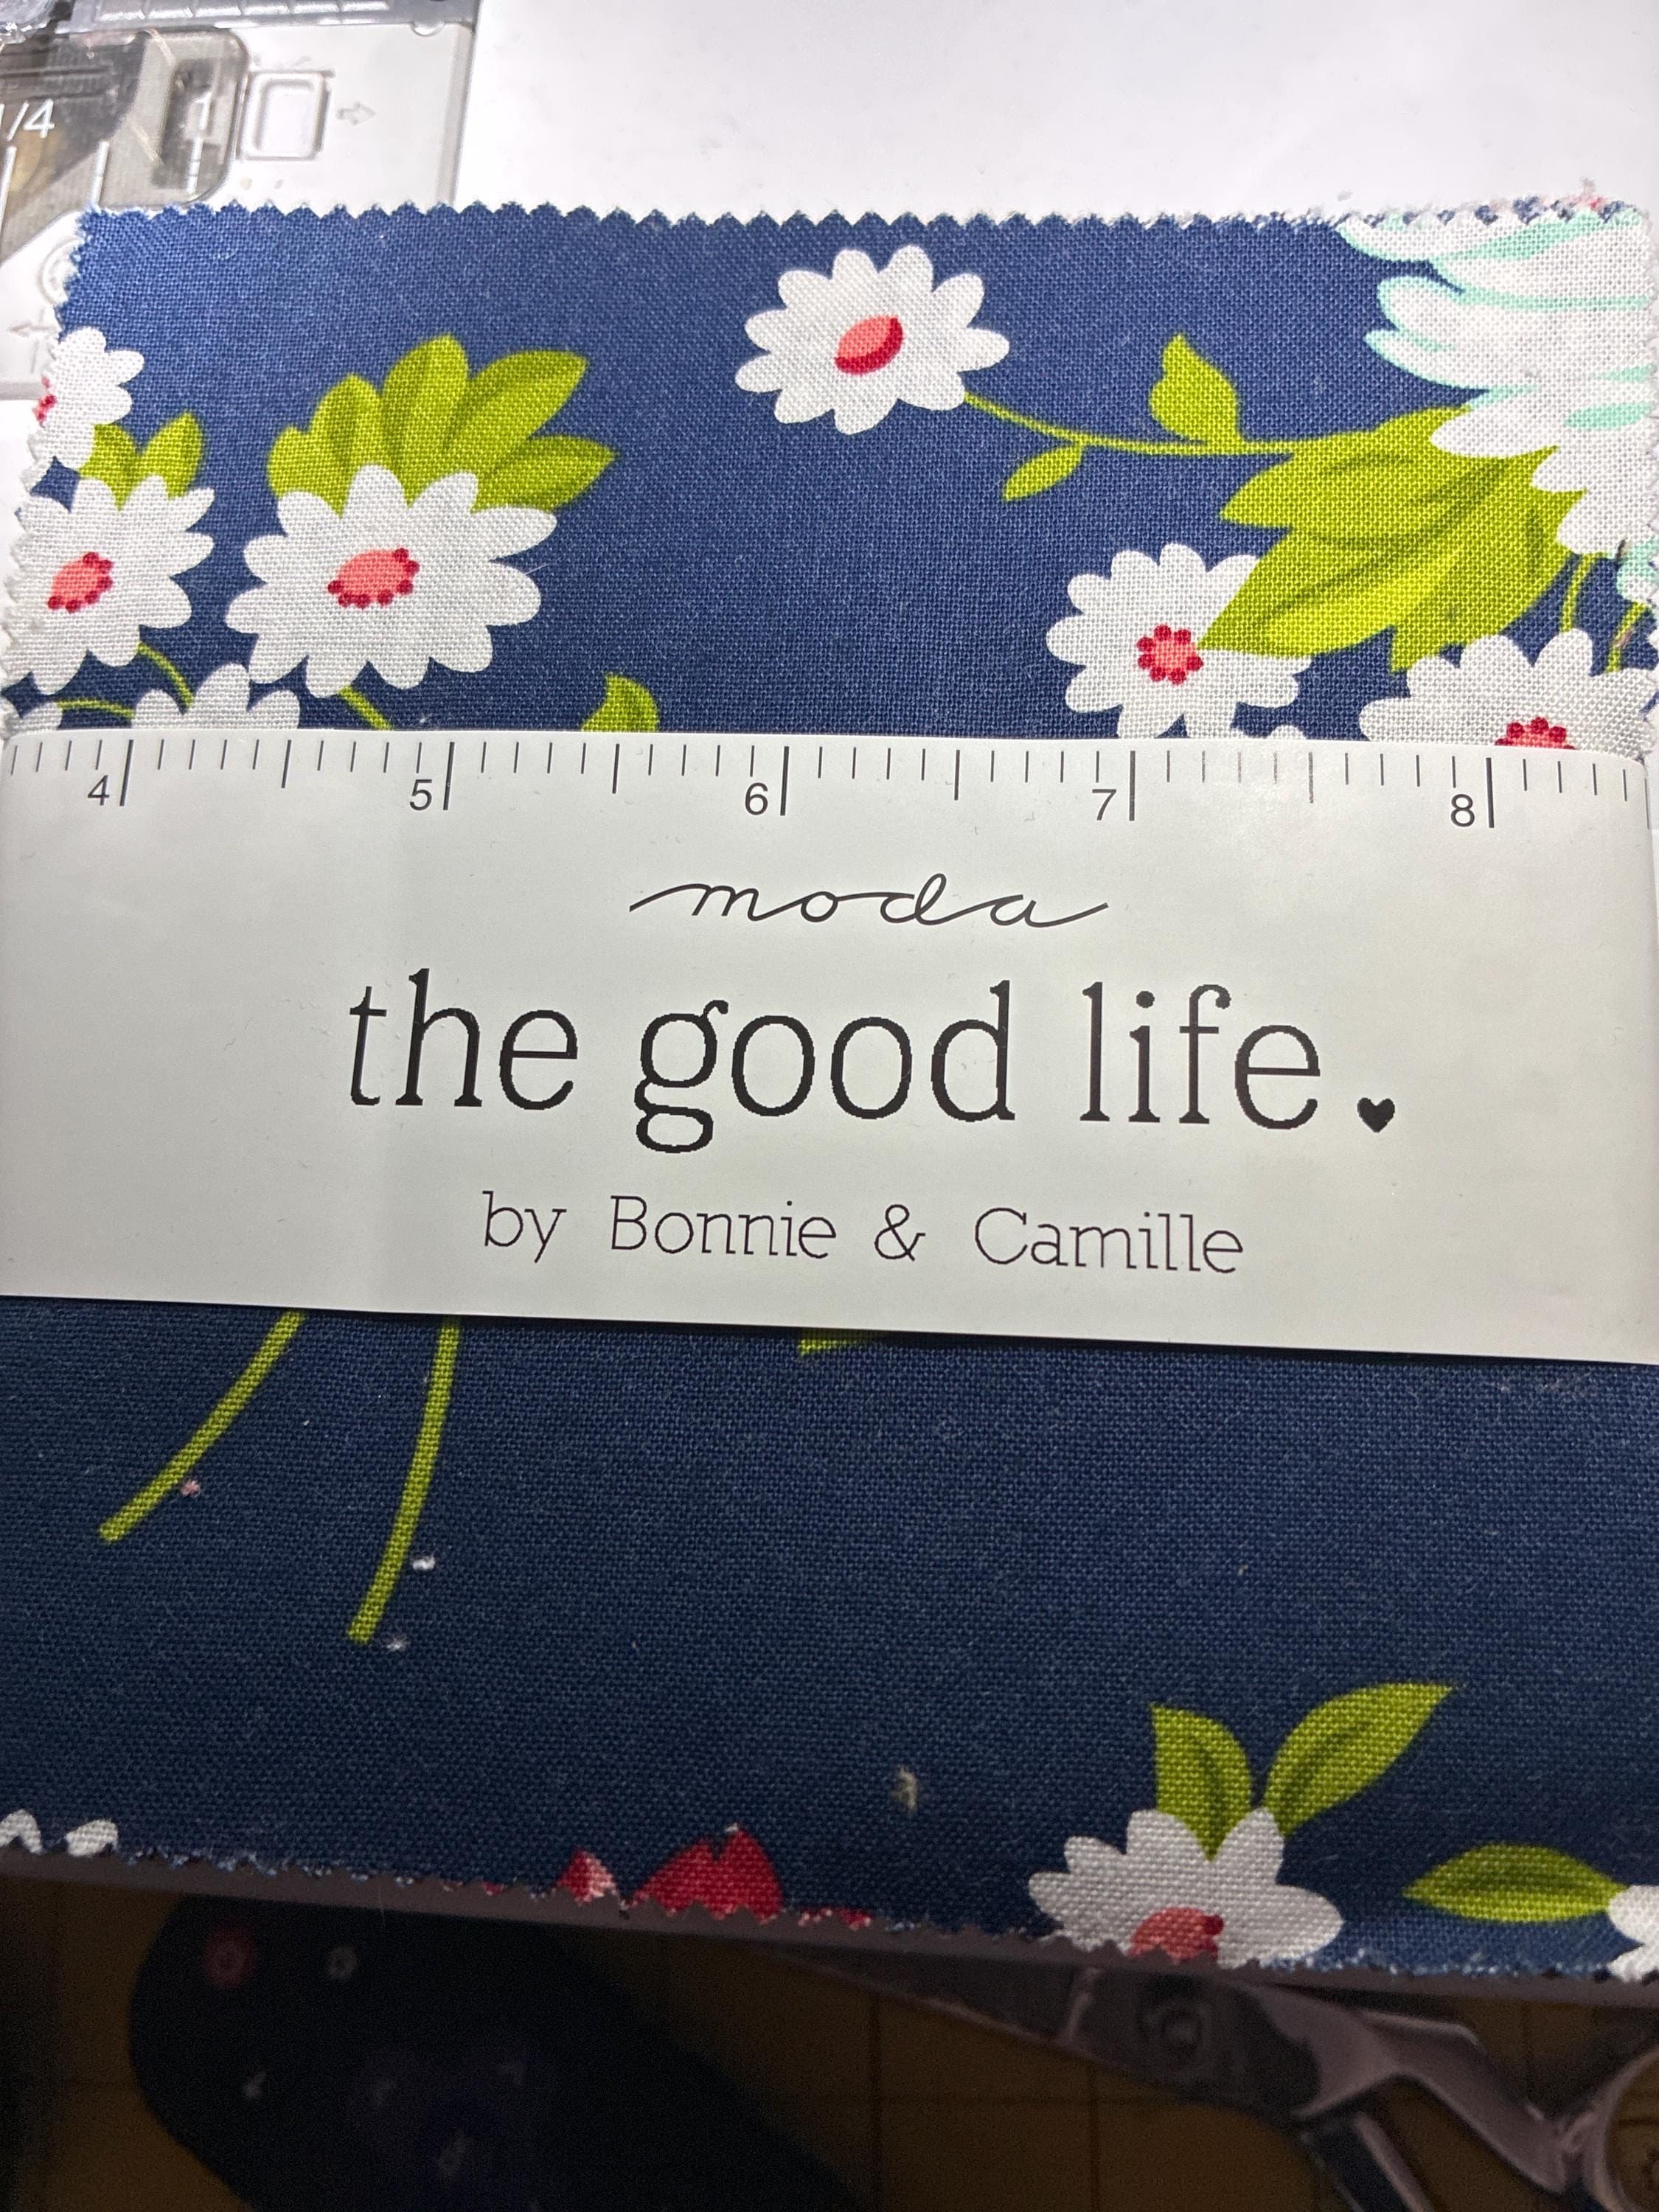 1/4
4 5 6 7 8
moda
the good life.
by Bonnie & Camille